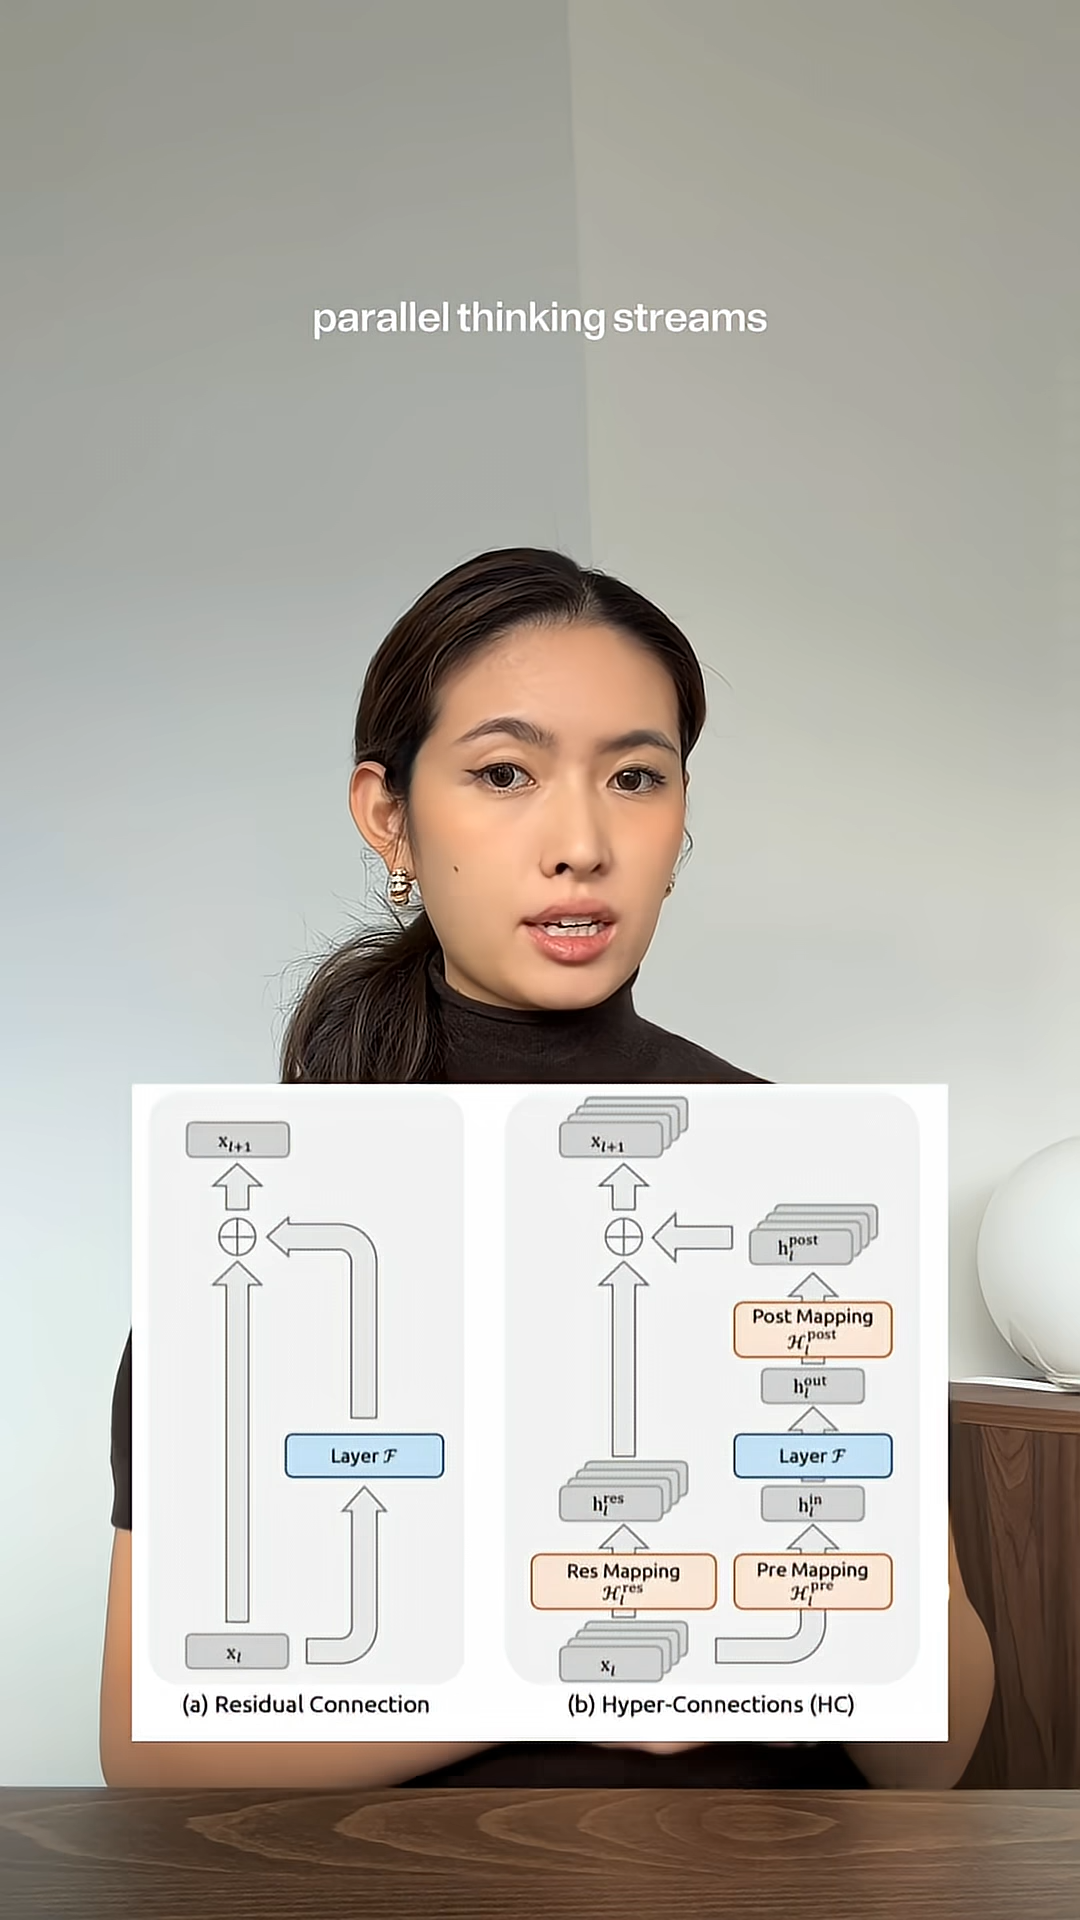 parallel thinking streams
x_{l+1}
Layer ℱ
x_l
(a) Residual Connection
x_{l+1}
h_l^{post}
Post Mapping
ℋ_l^{post}
h_l^{out}
Layer ℱ
h_l^{res}
h_l^{in}
Res Mapping
ℋ_l^{res}
Pre Mapping
ℋ_l^{pre}
x_l
(b) Hyper-Connections (HC)